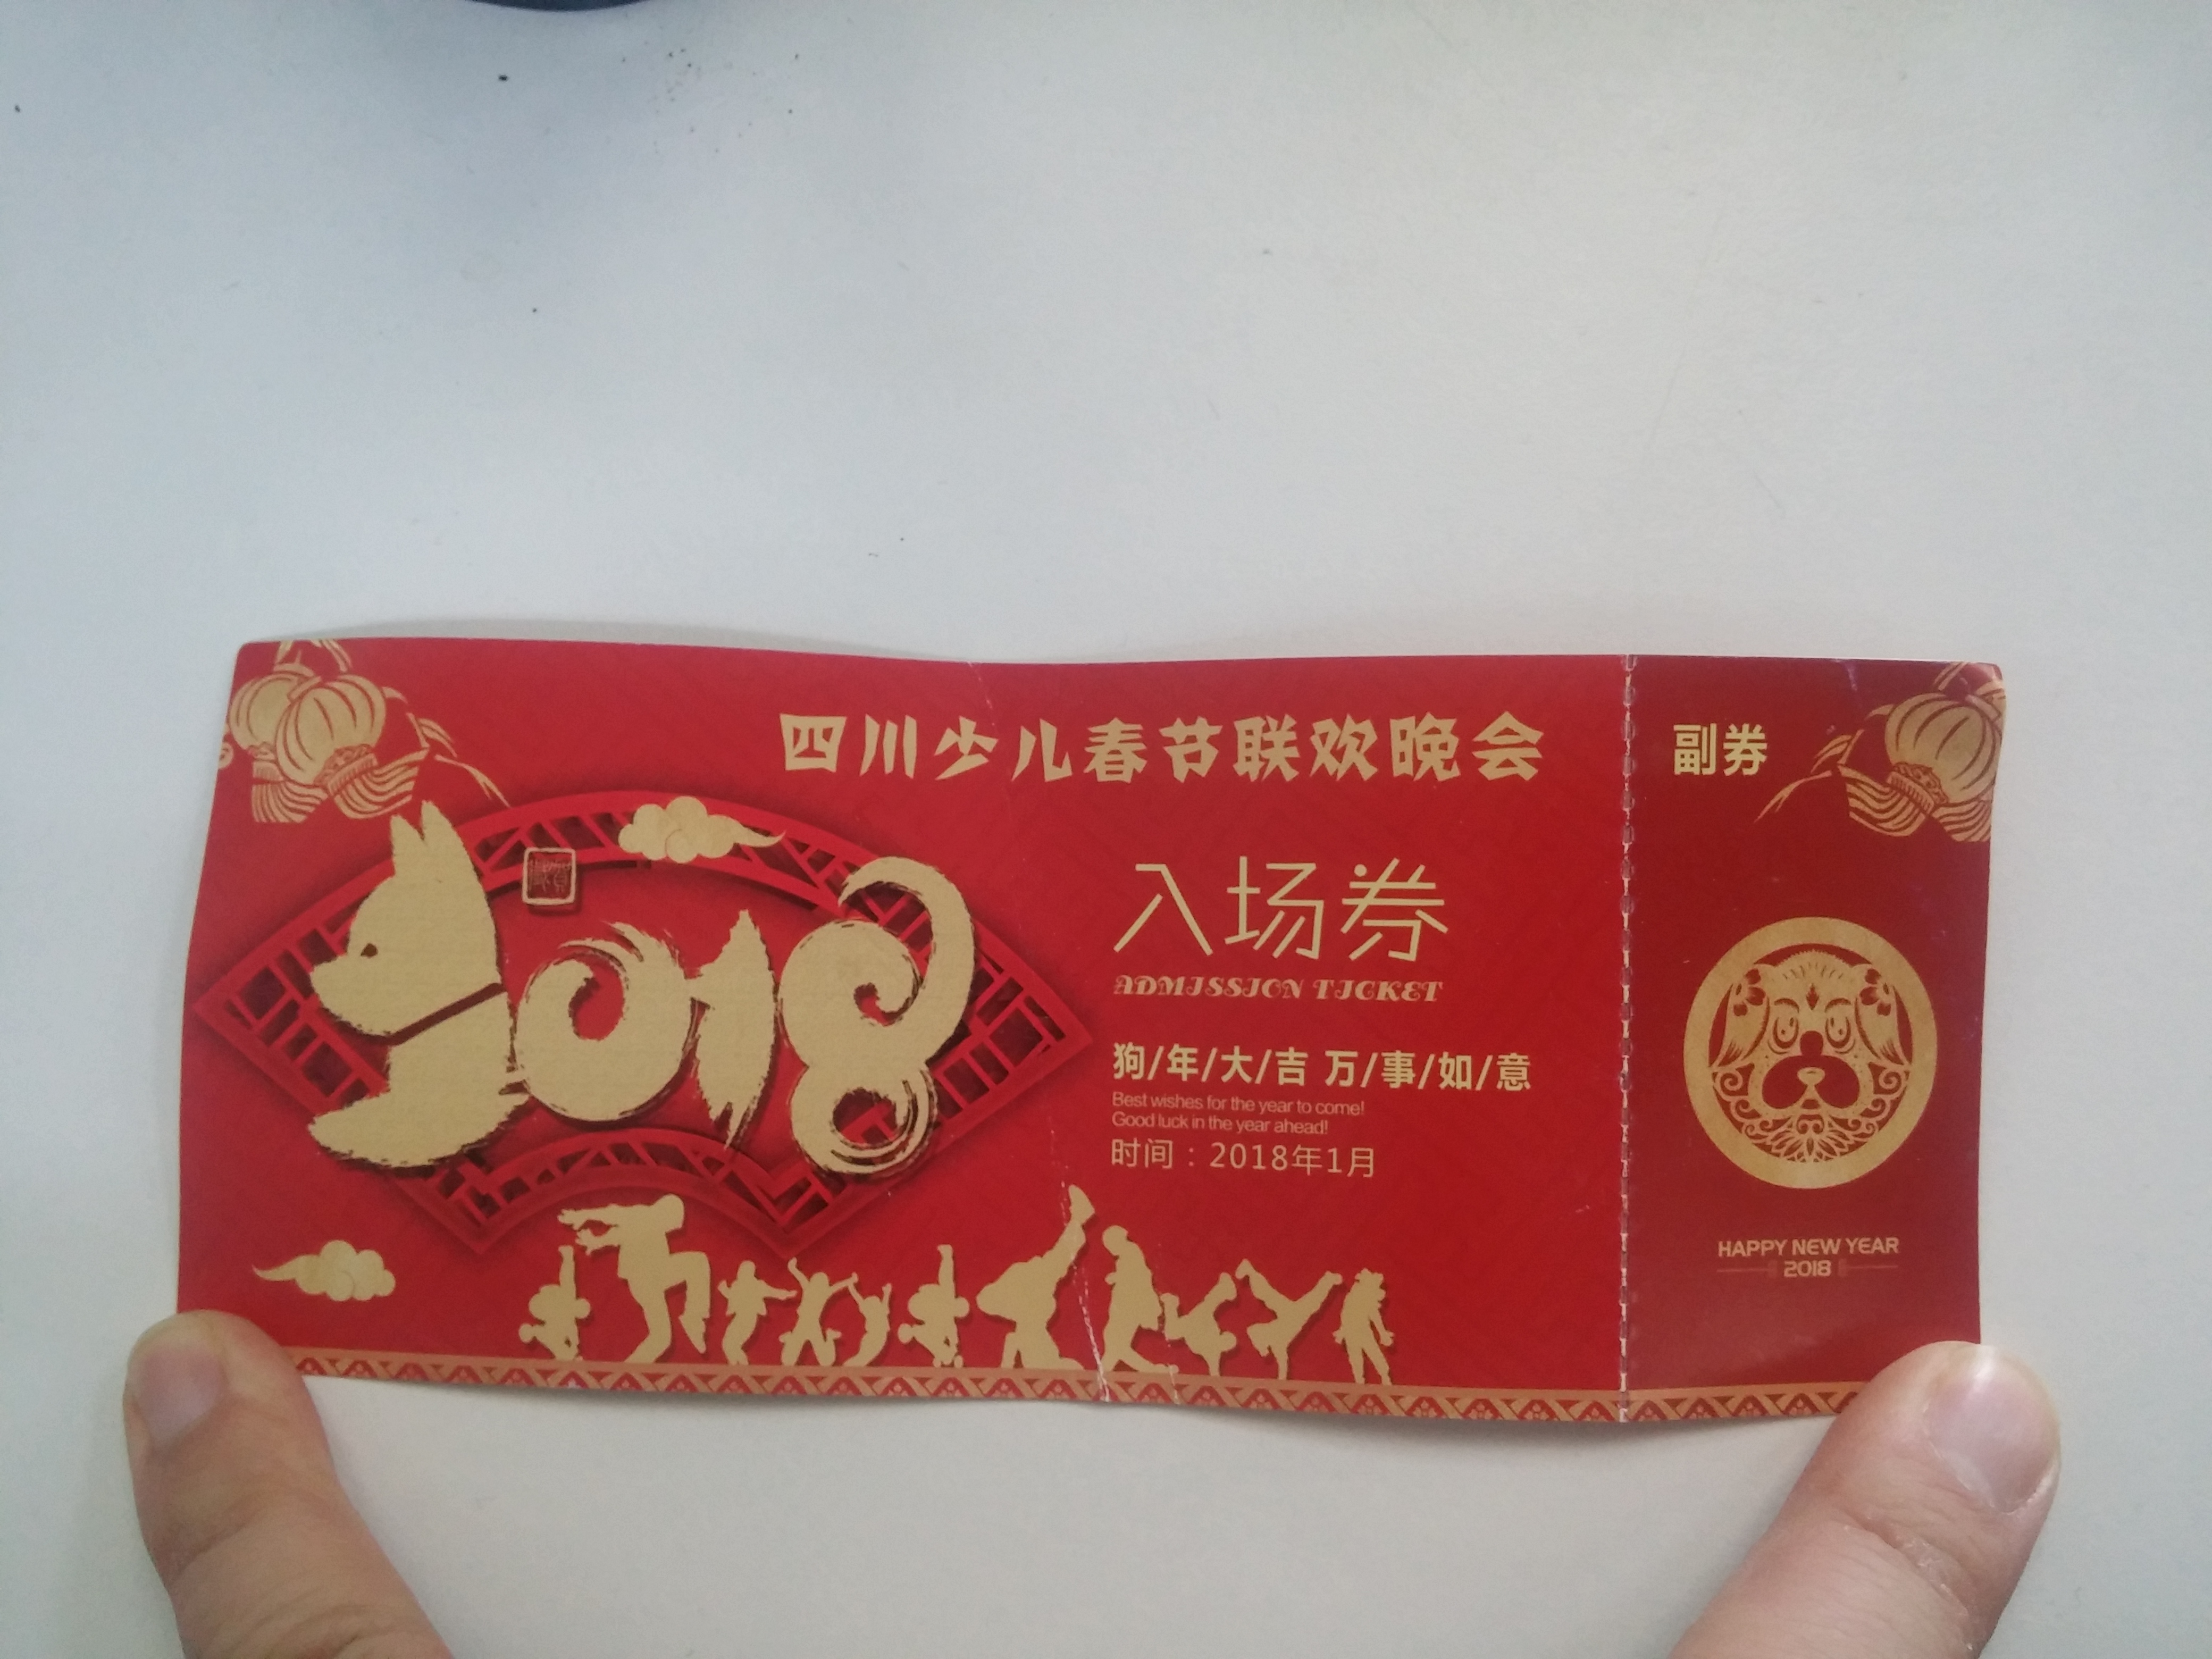 四川少儿春节联欢晚会
2018
入场券
ADMISSION TICKET
狗/年/大/吉 万/事/如/意
Best wishes for the year to come!
Good luck in the year ahead!
时间：2018年1月
副券
HAPPY NEW YEAR
2018